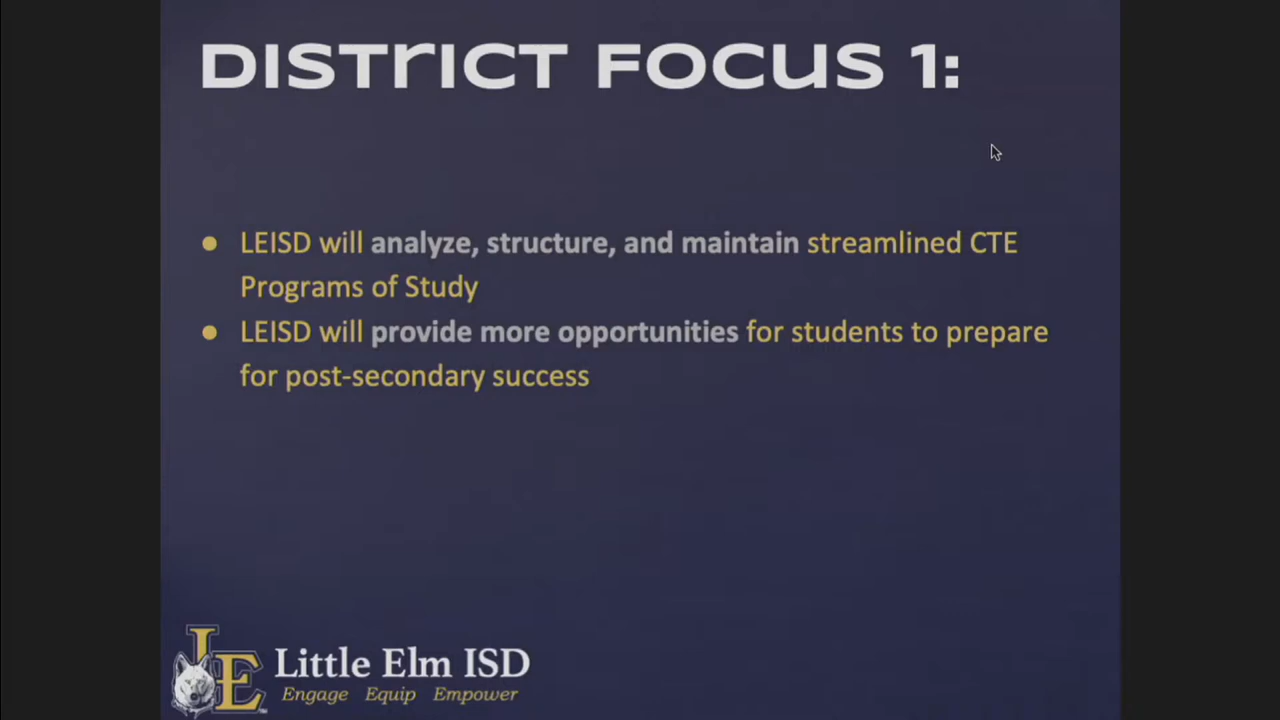 DISTRICT FOCUS 1:
● LEISD will analyze, structure, and maintain streamlined CTE
Programs of Study
● LEISD will provide more opportunities for students to prepare
for post-secondary success
LE
Little Elm ISD
Engage Equip Empower